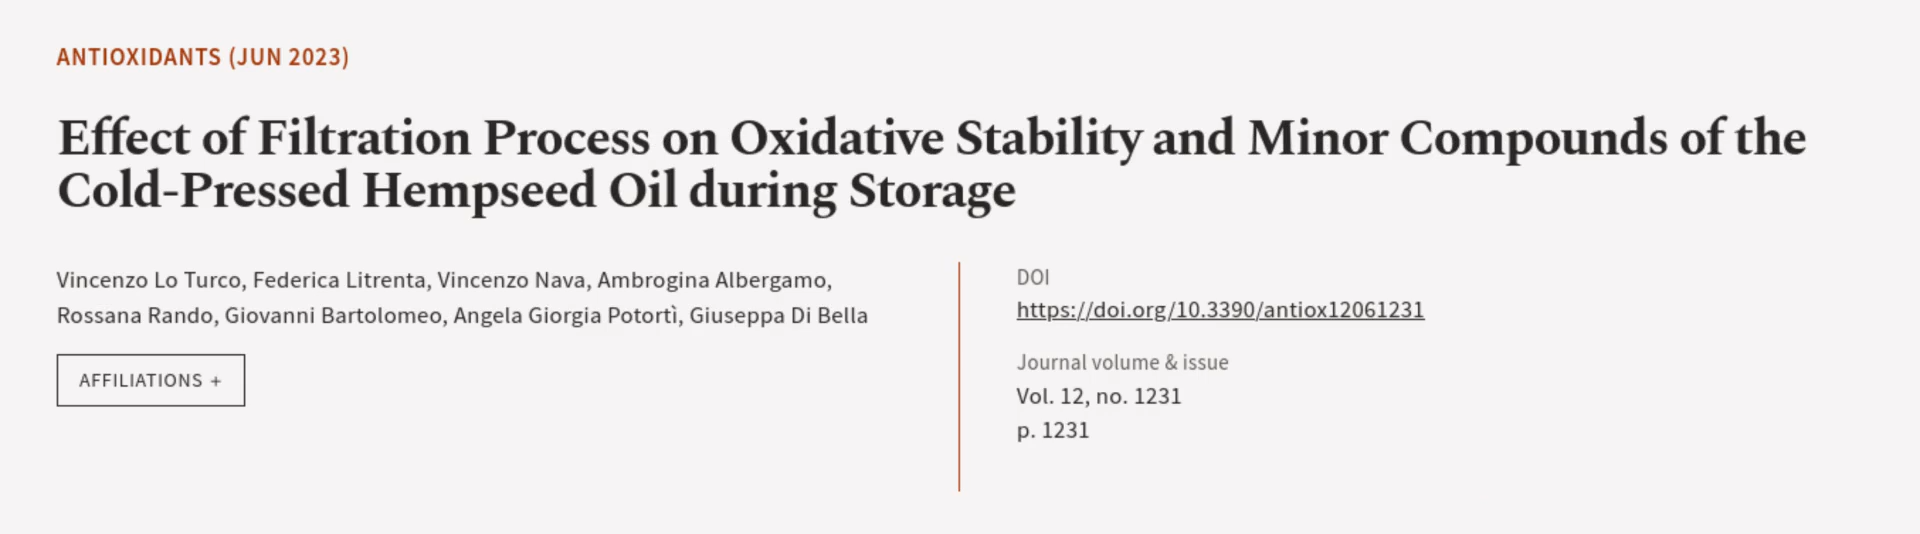 ANTIOXIDANTS (JUN 2023)
Effect of Filtration Process on Oxidative Stability and Minor Compounds of the
Cold-Pressed Hempseed Oil during Storage
Vincenzo Lo Turco, Federica Litrenta, Vincenzo Nava, Ambrogina Albergamo,
Rossana Rando, Giovanni Bartolomeo, Angela Giorgia Potortì, Giuseppa Di Bella
AFFILIATIONS +
DOI
https://doi.org/10.3390/antiox12061231
Journal volume & issue
Vol. 12, no. 1231
p. 1231